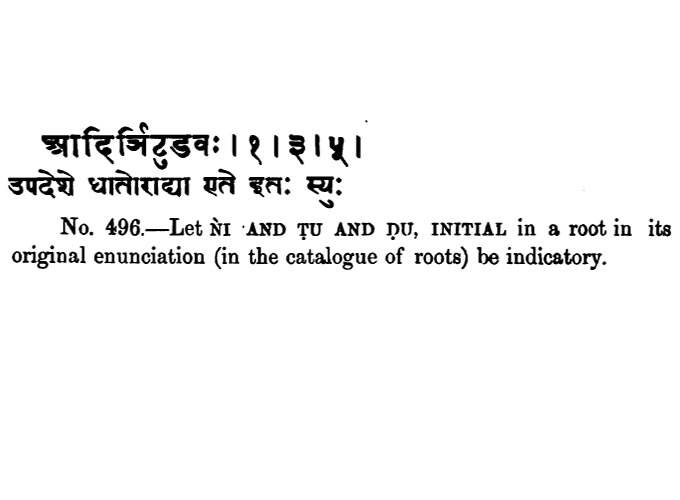 आदिर्ञिटुडवः । १ । ३ । ५ ।
उपदेशे धातोराद्या एते इतः स्युः
No. 496.—Let ǸI AND ṬU AND ḌU, INITIAL in a root in its
original enunciation (in the catalogue of roots) be indicatory.